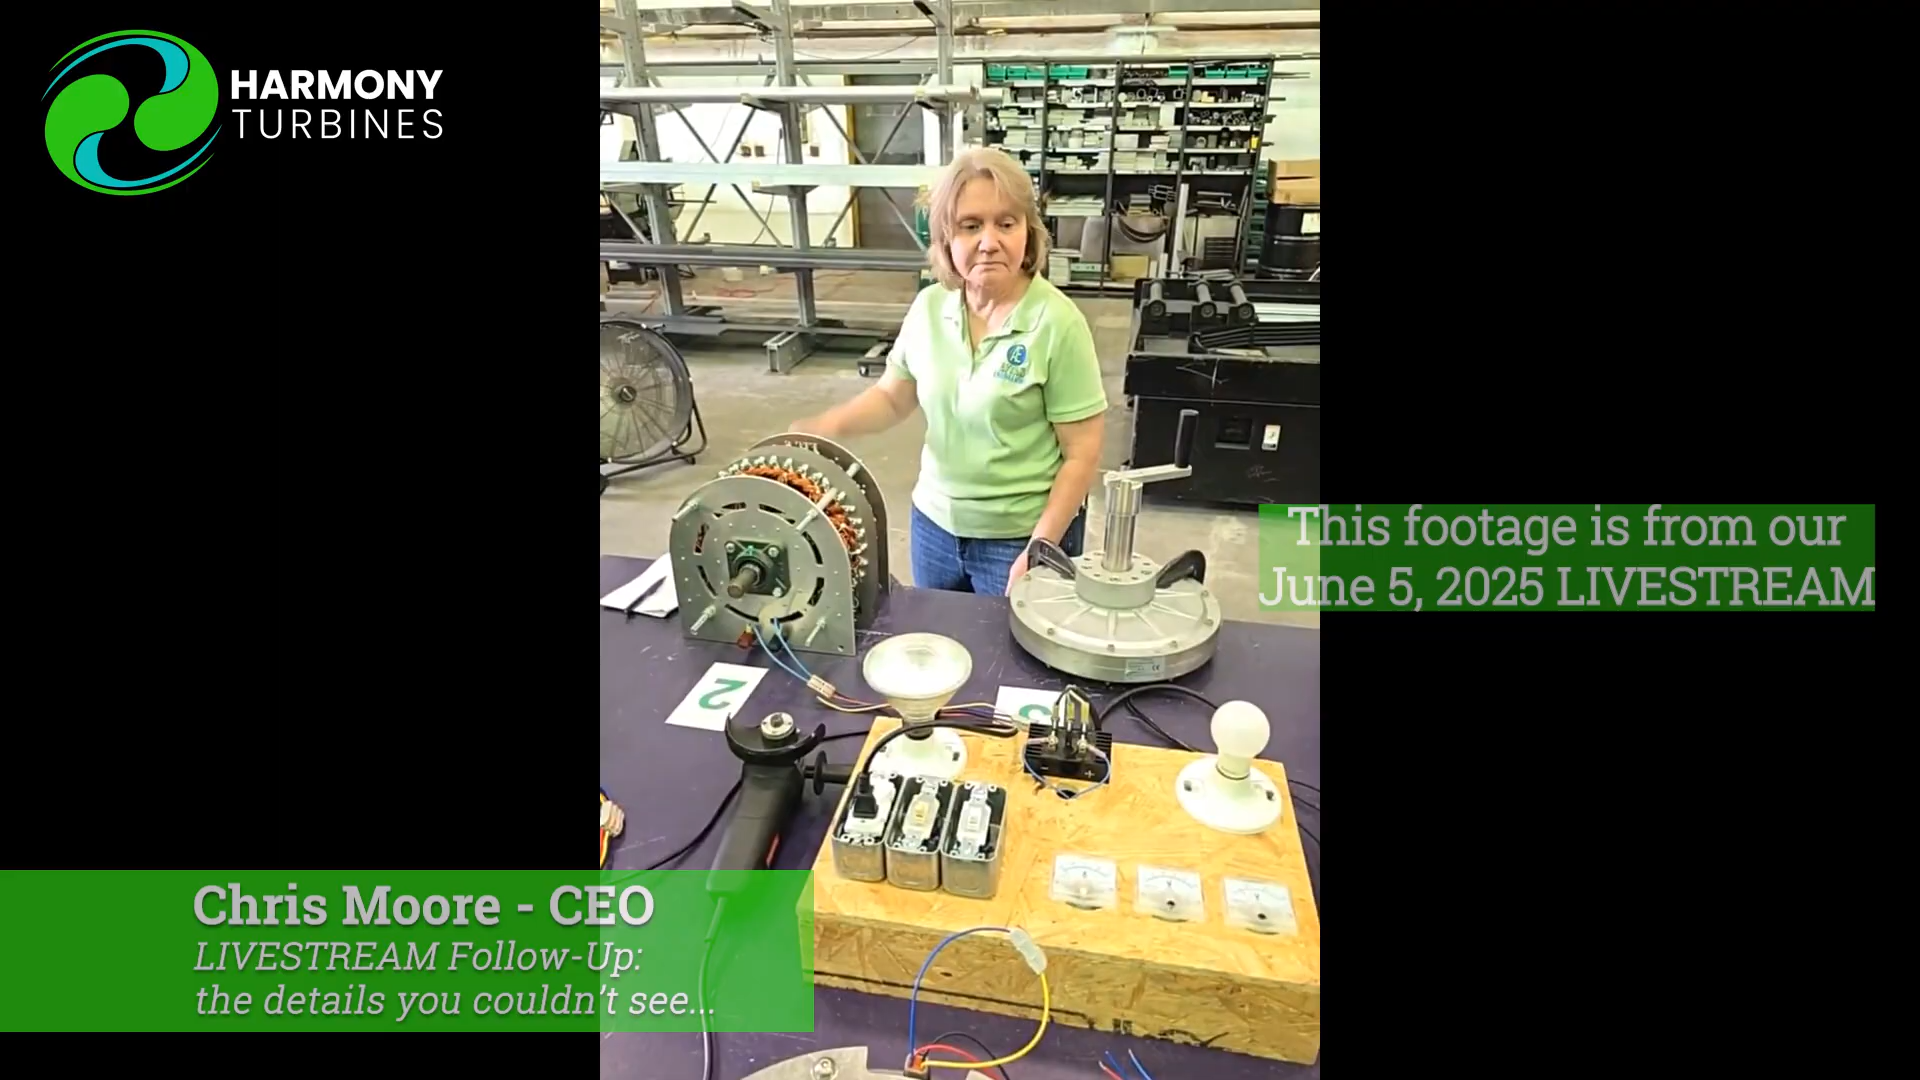 HARMONY
TURBINES
This footage is from our
June 5, 2025 LIVESTREAM
2
Chris Moore - CEO
LIVESTREAM Follow-Up:
the details you couldn't see...